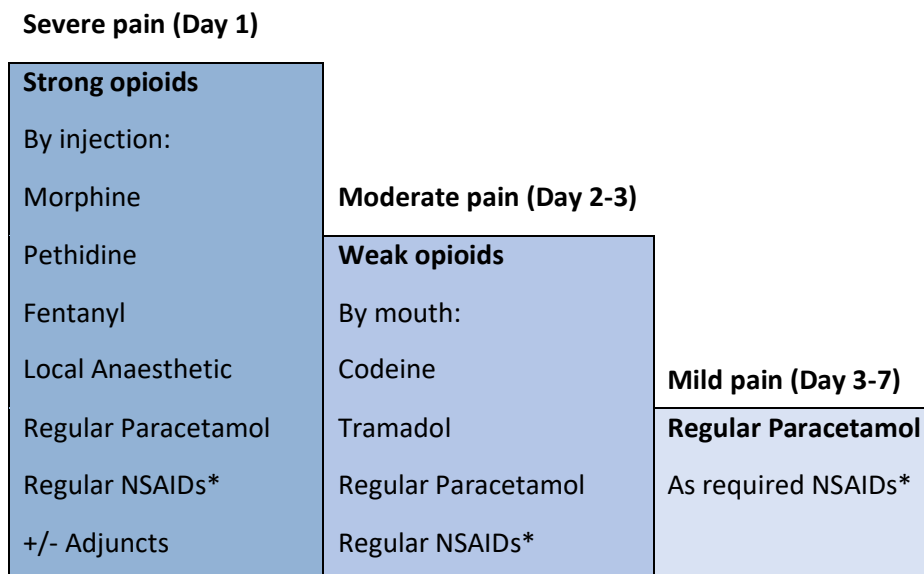 Severe pain (Day 1)
Strong opioids
By injection:
Morphine
Pethidine
Fentanyl
Local Anaesthetic
Regular Paracetamol
Regular NSAIDs*
+/- Adjuncts
Moderate pain (Day 2-3)
Weak opioids
By mouth:
Codeine
Tramadol
Regular Paracetamol
Regular NSAIDs*
Mild pain (Day 3-7)
Regular Paracetamol
As required NSAIDs*